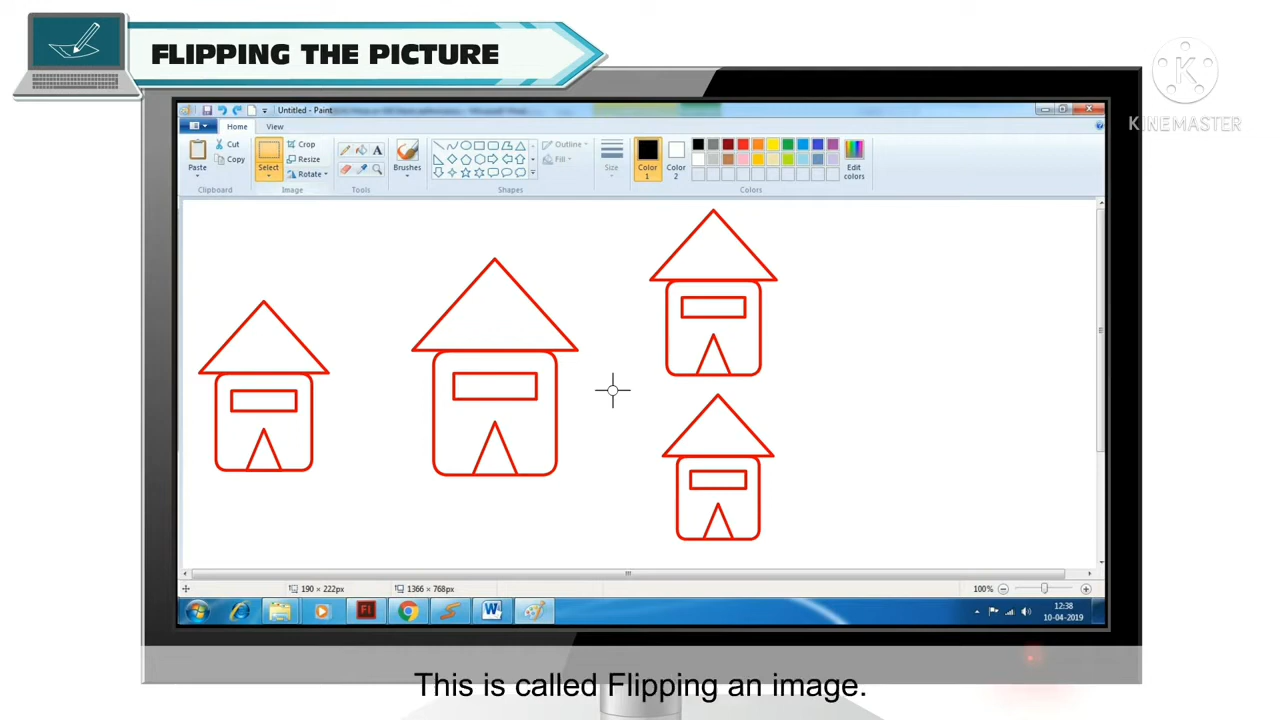 FLIPPING THE PICTURE
K
KINEMASTER
Untitled - Paint
Home View
Cut
Copy
Paste
Clipboard
Select
Crop
Resize
Rotate
Image
A
Tools
Brushes
Shapes
Outline
Fill
Size
Color
1
Color
2
Edit
colors
Colors
190 × 222px
1366 × 768px
100%
Fl
W
12:38
10-04-2019
This is called Flipping an image.